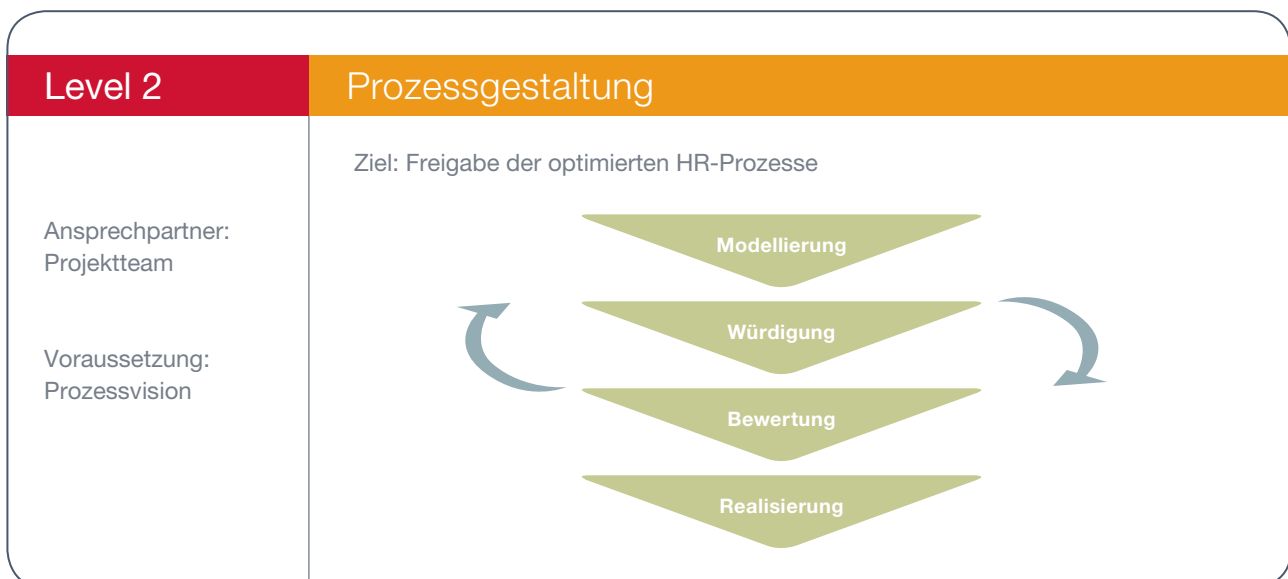 Level 2
Prozessgestaltung
Ansprechpartner:
Projektteam
Voraussetzung:
Prozessvision
Ziel: Freigabe der optimierten HR-Prozesse
Modellierung
Würdigung
Bewertung
Realisierung